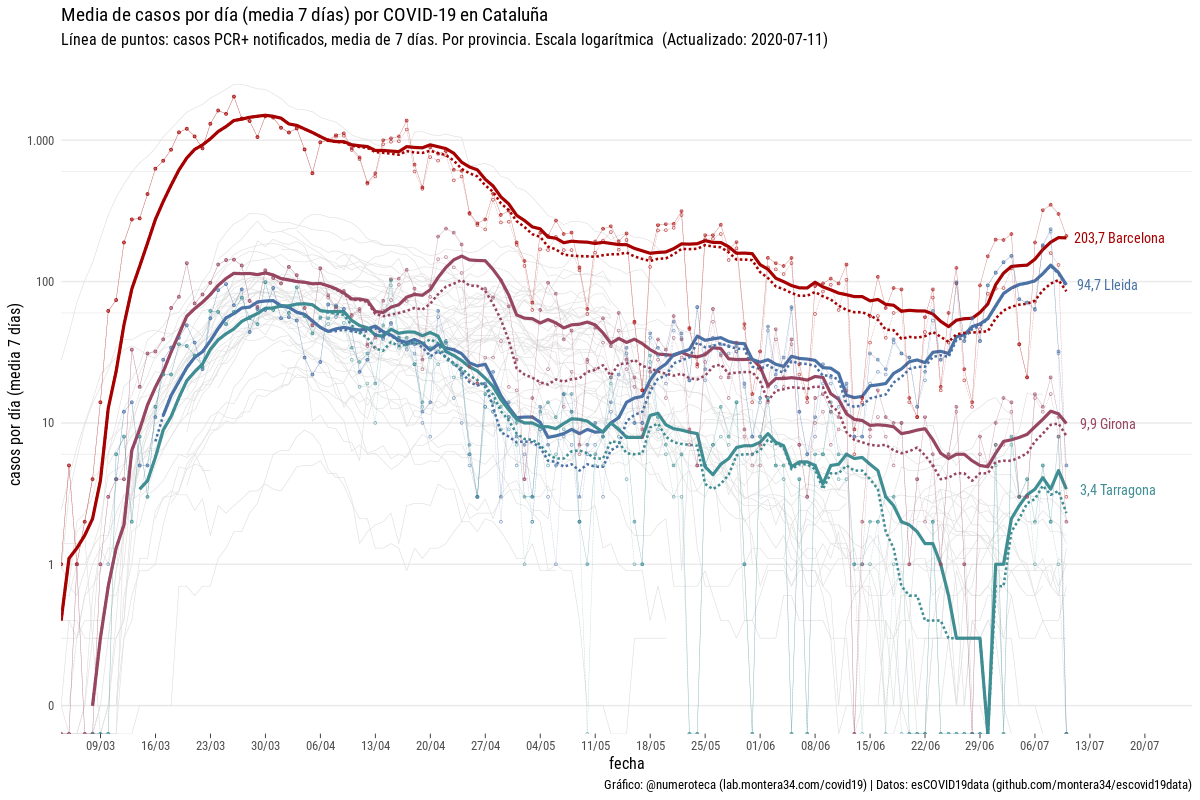 Media de casos por día (media 7 días) por COVID-19 en Cataluña
Línea de puntos: casos PCR+ notificados, media de 7 días. Por provincia. Escala logarítmica (Actualizado: 2020-07-11)
casos por día (media 7 días)
1.000
100
10
1
0
203,7 Barcelona
94,7 Lleida
9,9 Girona
3,4 Tarragona
09/03 16/03 23/03 30/03 06/04 13/04 20/04 27/04 04/05 11/05 18/05 25/05 01/06 08/06 15/06 22/06 29/06 06/07 13/07 20/07
fecha
Gráfico: @numeroteca (lab.montera34.com/covid19) | Datos: esCOVID19data (github.com/montera34/escovid19data)